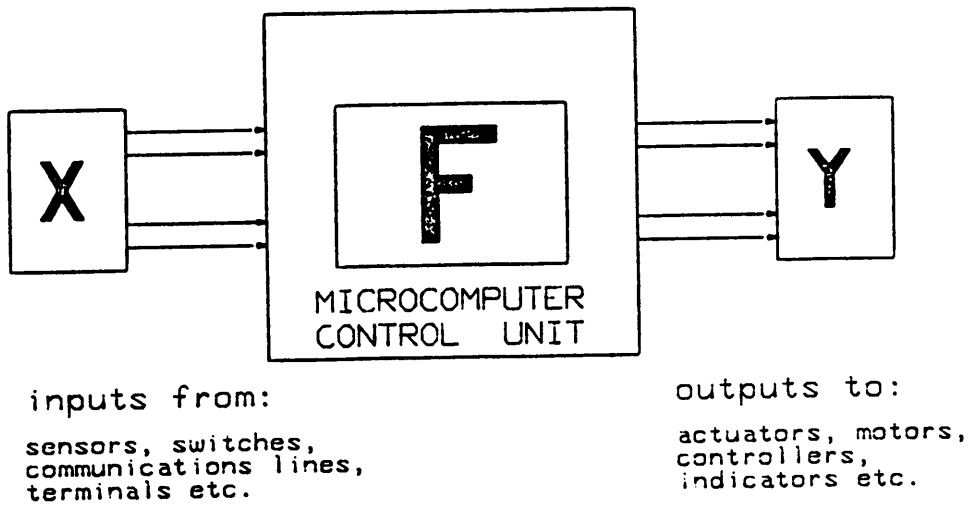 X
F
Y
MICROCOMPUTER
CONTROL UNIT
inputs from:
sensors, switches,
communications lines,
terminals etc.
outputs to:
actuators, motors,
controllers,
indicators etc.